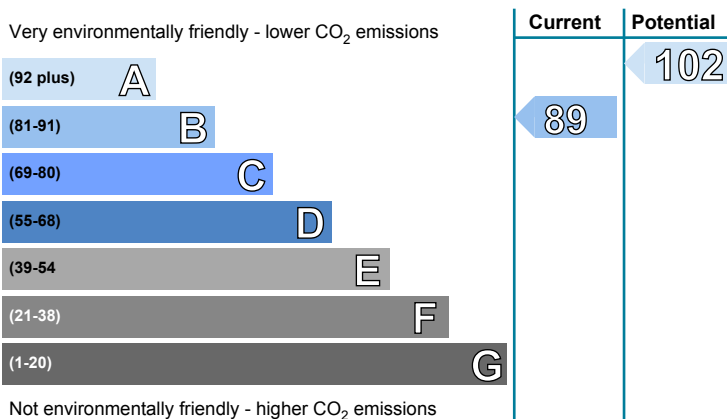 Very environmentally friendly - lower CO2 emissions
Current Potential
(92 plus) A
102
(81-91) B
89
(69-80) C
(55-68) D
(39-54 E
(21-38) F
(1-20) G
Not environmentally friendly - higher CO2 emissions